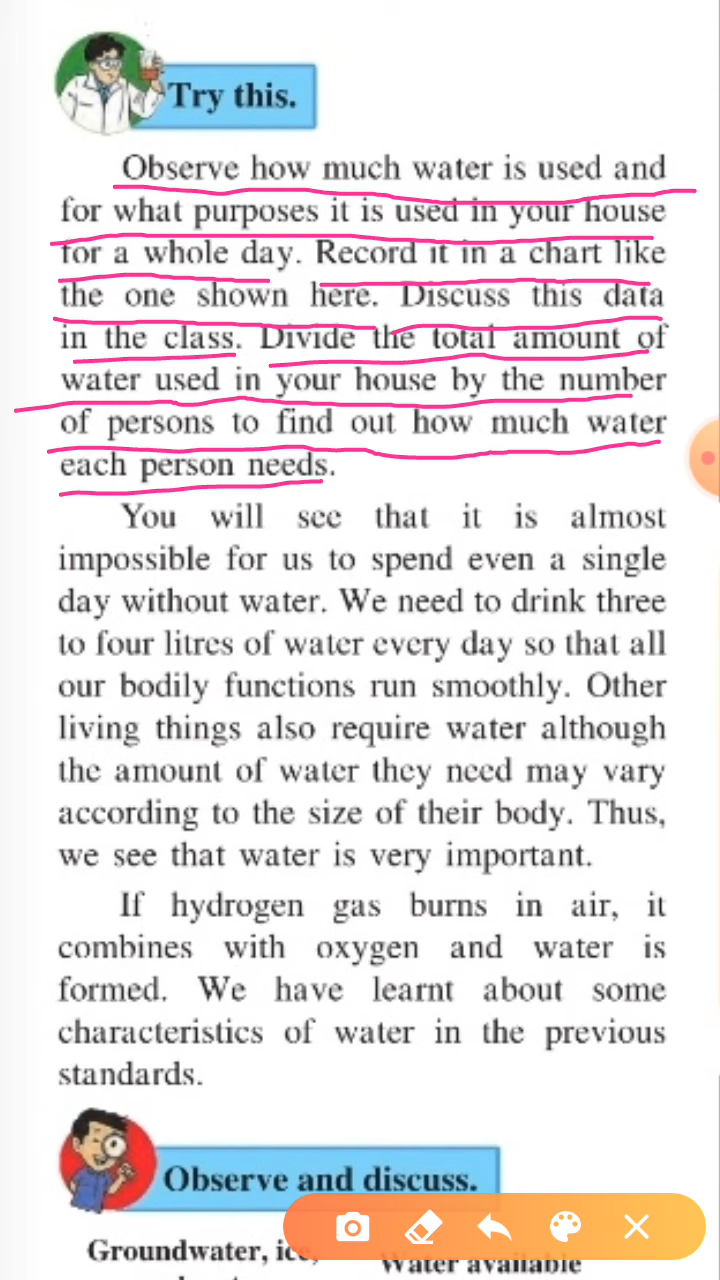 Try this.
Observe how much water is used and
for what purposes it is used in your house
for a whole day. Record it in a chart like
the one shown here. Discuss this data
in the class. Divide the total amount of
water used in your house by the number
of persons to find out how much water
each person needs.
You will see that it is almost
impossible for us to spend even a single
day without water. We need to drink three
to four litres of water every day so that all
our bodily functions run smoothly. Other
living things also require water although
the amount of water they need may vary
according to the size of their body. Thus,
we see that water is very important.
If hydrogen gas burns in air, it
combines with oxygen and water is
formed. We have learnt about some
characteristics of water in the previous
standards.
Observe and discuss.
Groundwater, ice,
Water available